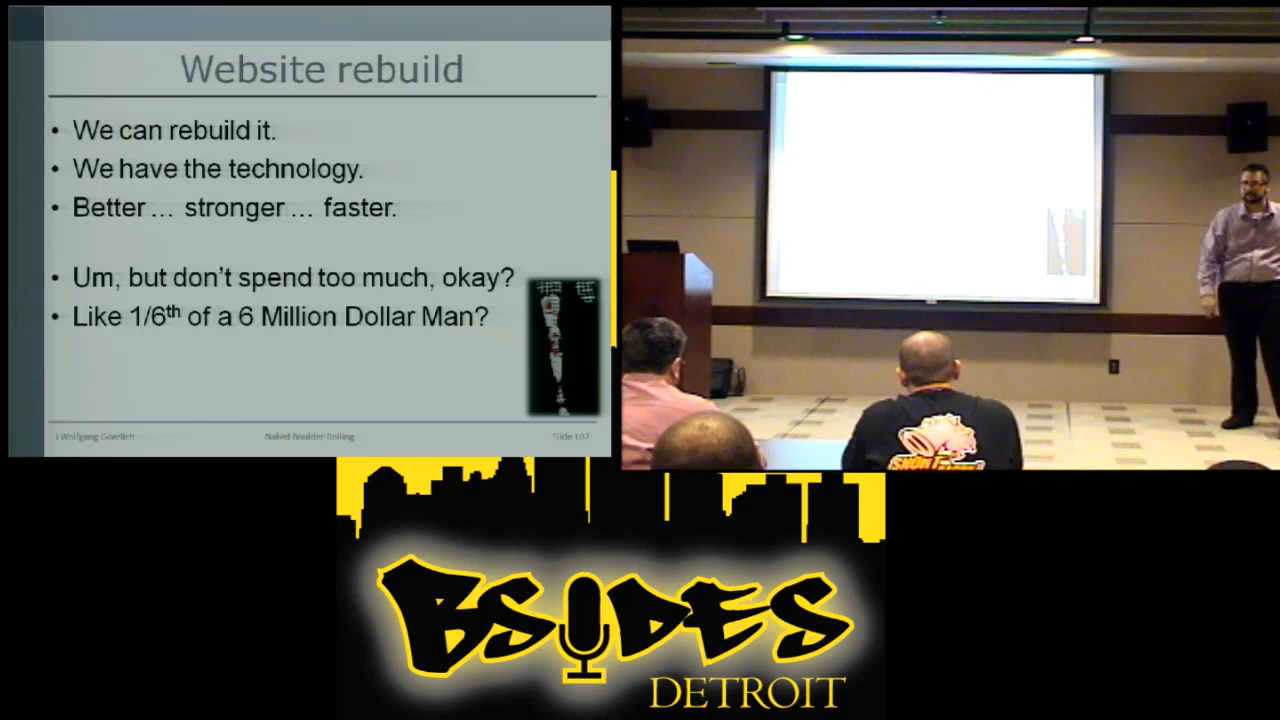 Website rebuild
• We can rebuild it.
• We have the technology.
• Better … stronger … faster.
• Um, but don't spend too much, okay?
• Like 1/6th of a 6 Million Dollar Man?
J Wolfgang Goerlich
Naked Boulder Rolling
Slide 102
BSIDES
DETROIT